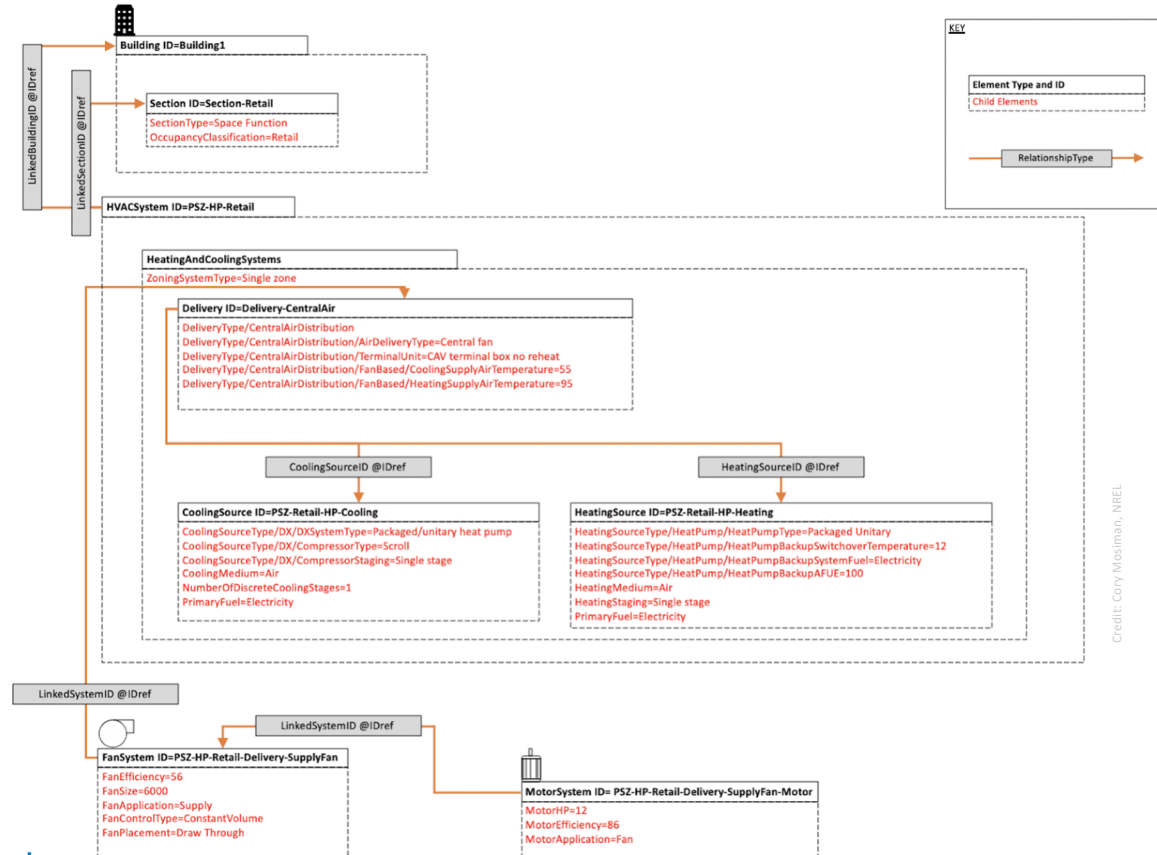 Building ID=Building1
KEY
Element Type and ID
Child Elements
RelationshipType
LinkedBuildingID @IDref
LinkedSectionID @IDref
Section ID=Section-Retail
SectionType=Space Function
OccupancyClassification=Retail
HVACSystem ID=PSZ-HP-Retail
HeatingAndCoolingSystems
ZoningSystemType=Single zone
Delivery ID=Delivery-CentralAir
DeliveryType/CentralAirDistribution
DeliveryType/CentralAirDistribution/AirDeliveryType=Central fan
DeliveryType/CentralAirDistribution/TerminalUnit=CAV terminal box no reheat
DeliveryType/CentralAirDistribution/FanBased/CoolingSupplyAirTemperature=55
DeliveryType/CentralAirDistribution/FanBased/HeatingSupplyAirTemperature=95
CoolingSourceID @IDref
HeatingSourceID @IDref
CoolingSource ID=PSZ-Retail-HP-Cooling
CoolingSourceType/DX/DXSystemType=Packaged/unitary heat pump
CoolingSourceType/DX/CompressorType=Scroll
CoolingSourceType/DX/CompressorStaging=Single stage
CoolingMedium=Air
NumberOfDiscreteCoolingStages=1
PrimaryFuel=Electricity
HeatingSource ID=PSZ-Retail-HP-Heating
HeatingSourceType/HeatPump/HeatPumpType=Packaged Unitary
HeatingSourceType/HeatPump/HeatPumpBackupSwitchoverTemperature=12
HeatingSourceType/HeatPump/HeatPumpBackupSystemFuel=Electricity
HeatingSourceType/HeatPump/HeatPumpBackupAFUE=100
HeatingMedium=Air
HeatingStaging=Single stage
PrimaryFuel=Electricity
Credit: Cory Mosiman, NREL
LinkedSystemID @IDref
LinkedSystemID @IDref
FanSystem ID=PSZ-HP-Retail-Delivery-SupplyFan
FanEfficiency=56
FanSize=6000
FanApplication=Supply
FanControlType=ConstantVolume
FanPlacement=Draw Through
MotorSystem ID= PSZ-HP-Retail-Delivery-SupplyFan-Motor
MotorHP=12
MotorEfficiency=86
MotorApplication=Fan